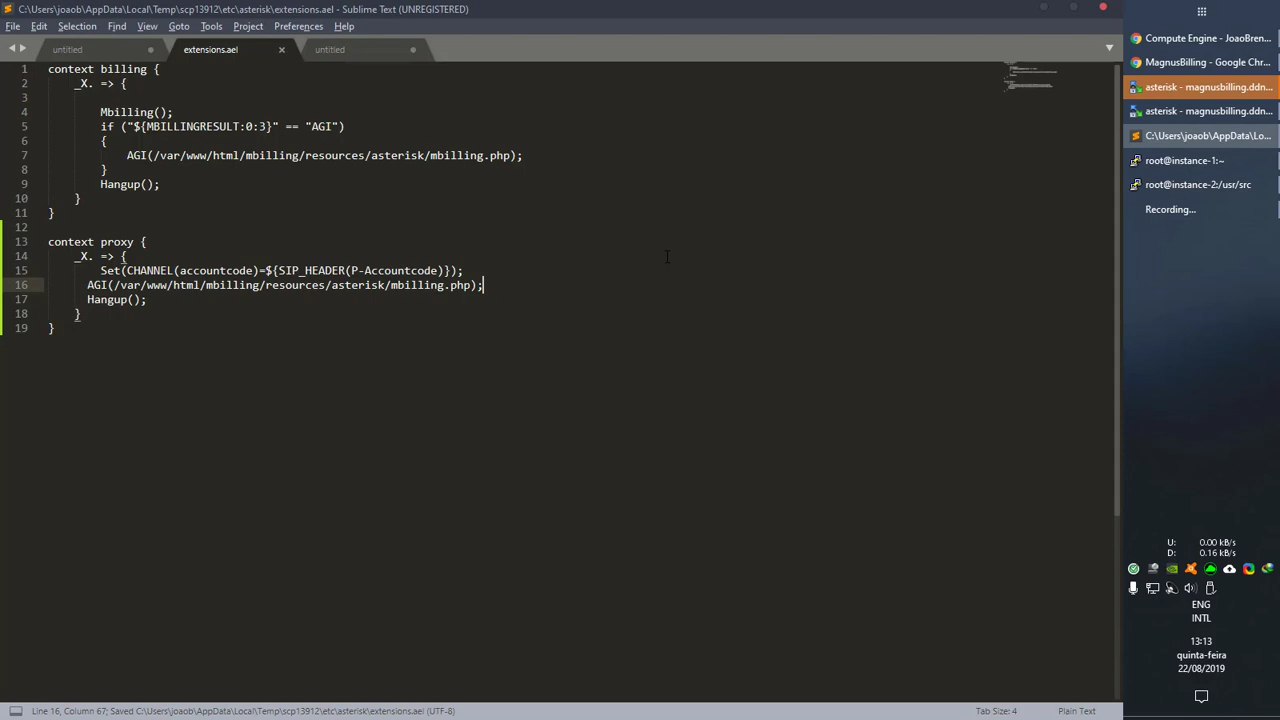 C:\Users\joaob\AppData\Local\Temp\scp13912\etc\asterisk\extensions.ael - Sublime Text (UNREGISTERED)
File Edit Selection Find View Goto Tools Project Preferences Help
untitled extensions.ael untitled
1 context billing {
2 _X. => {
3
4 Mbilling();
5 if ("${MBILLINGRESULT:0:3}" == "AGI")
6 {
7 AGI(/var/www/html/mbilling/resources/asterisk/mbilling.php);
8 }
9 Hangup();
10 }
11 }
12
13 context proxy {
14 _X. => {
15 Set(CHANNEL(accountcode)=${SIP_HEADER(P-Accountcode)});
16 AGI(/var/www/html/mbilling/resources/asterisk/mbilling.php);
17 Hangup();
18 }
19 }
Line 16, Column 67; Saved C:\Users\joaob\AppData\Local\Temp\scp13912\etc\asterisk\extensions.ael (UTF-8)
Tab Size: 4 Plain Text
Compute Engine - JoaoBren...
MagnusBilling - Google Chr...
asterisk - magnusbilling.ddn...
asterisk - magnusbilling.ddn...
C:\Users\joaob\AppData\Lo...
root@instance-1:~
root@instance-2:/usr/src
Recording...
U: 0.00 kB/s
D: 0.16 kB/s
ENG
INTL
13:13
quinta-feira
22/08/2019